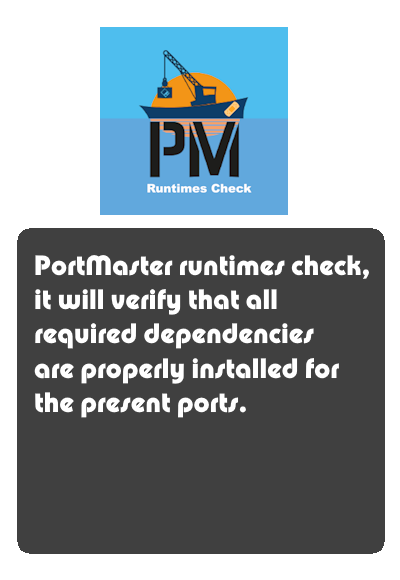 PM
Runtimes Check
PortMaster runtimes check,
it will verify that all
required dependencies
are properly installed for
the present ports.